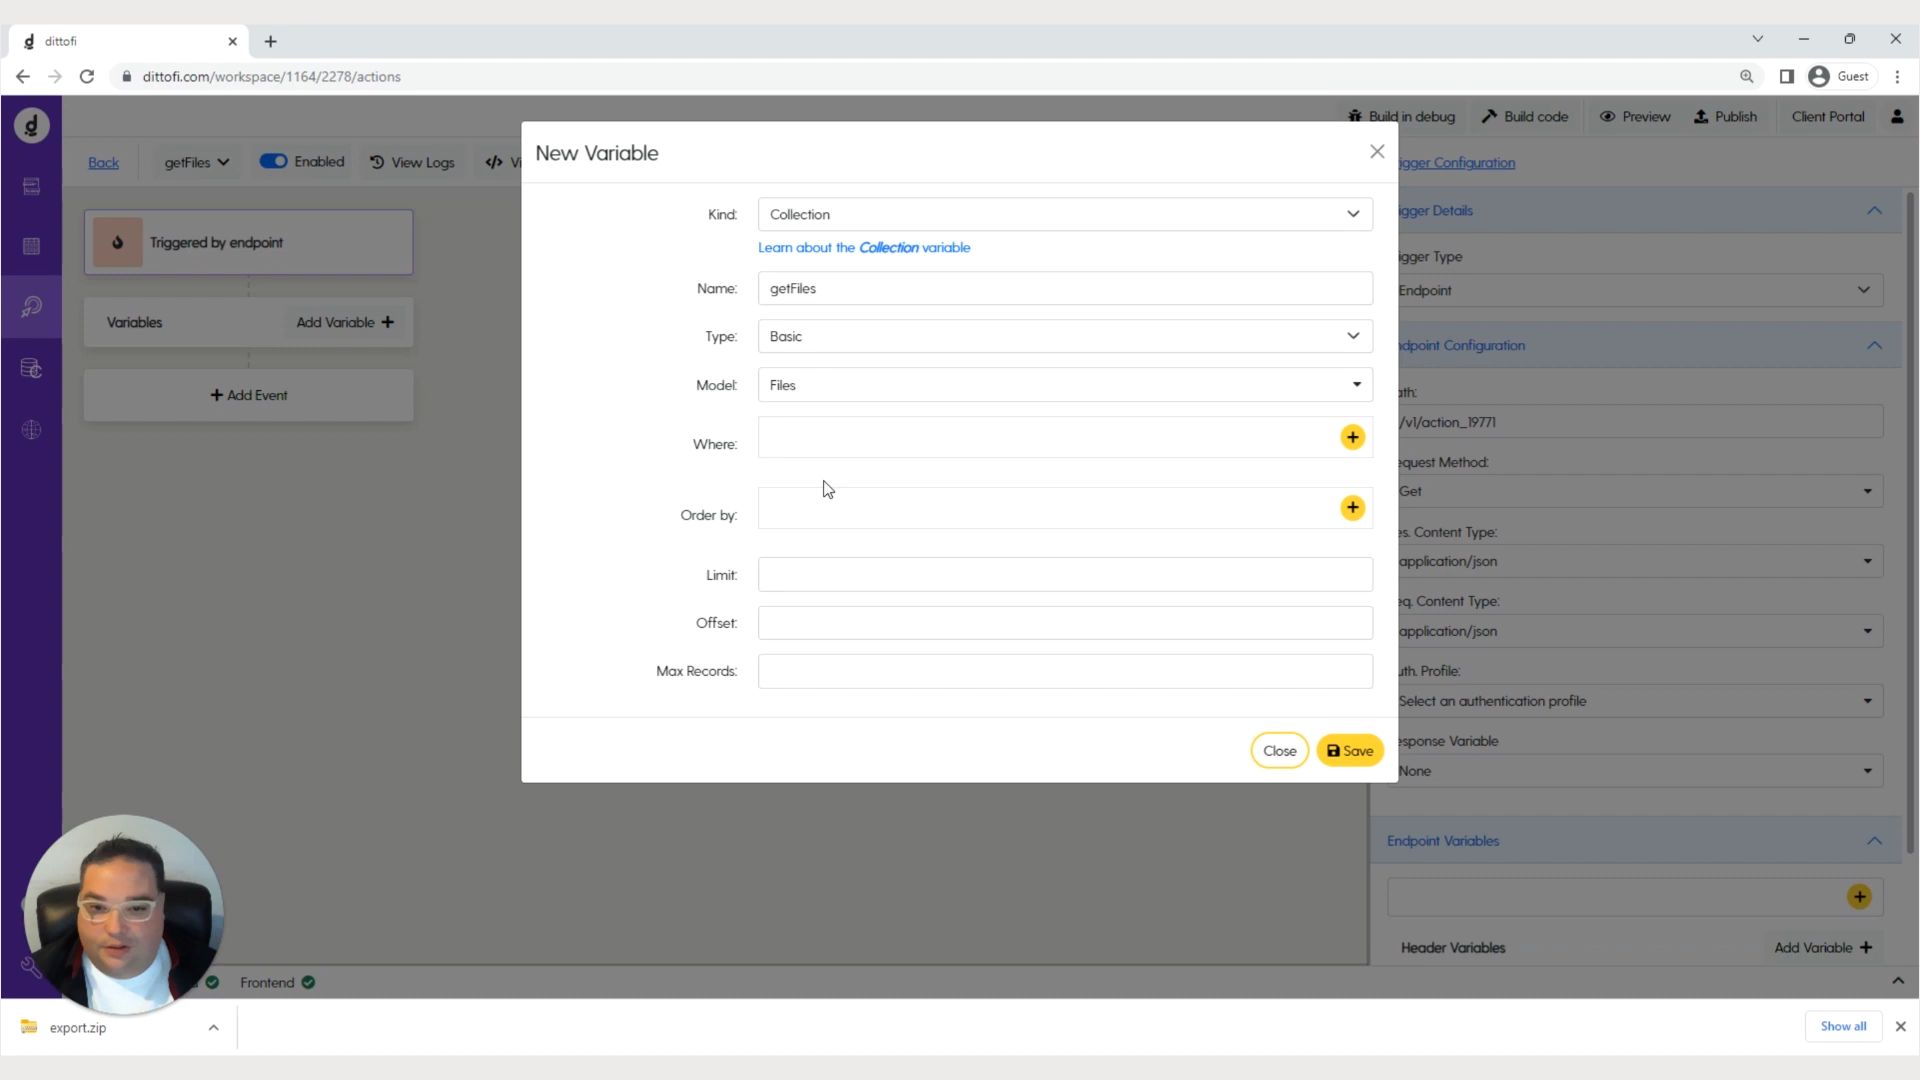 dittofi
dittofi.com/workspace/1164/2278/actions
Guest
Build in debug
Build code
Preview
Publish
Client Portal
Back
getFiles
Enabled
View Logs
New Variable
Kind:
Collection
Learn about the Collection variable
Name:
getFiles
Type:
Basic
Model:
Files
Where:
Order by:
Limit:
Offset:
Max Records:
Close
Save
Triggered by endpoint
Variables
Add Variable
Add Event
igger Configuration
igger Details
igger Type
Endpoint
dpoint Configuration
ath:
/v1/action_19771
equest Method:
Get
es. Content Type:
application/json
eq. Content Type:
application/json
uth. Profile:
Select an authentication profile
esponse Variable
None
Endpoint Variables
Header Variables
Add Variable
Frontend
export.zip
Show all